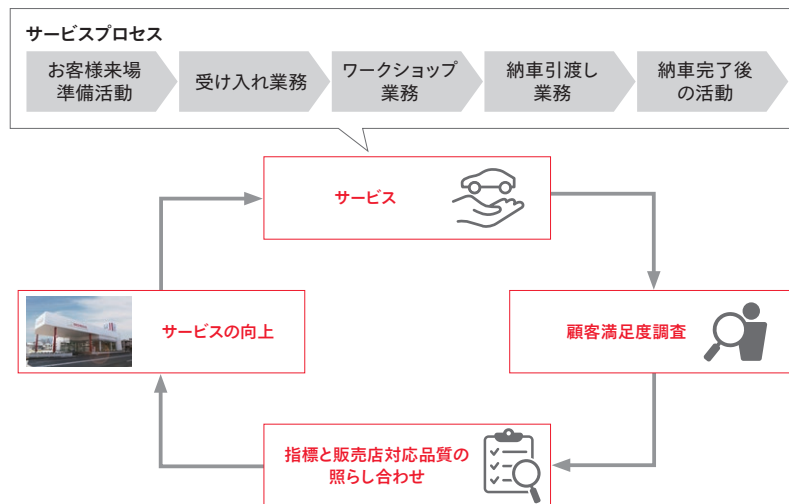 サービスプロセス
お客様来場
準備活動
受け入れ業務
ワークショップ
業務
納車引渡し
業務
納車完了後
の活動
サービス
サービスの向上
顧客満足度調査
指標と販売店対応品質の
照らし合わせ